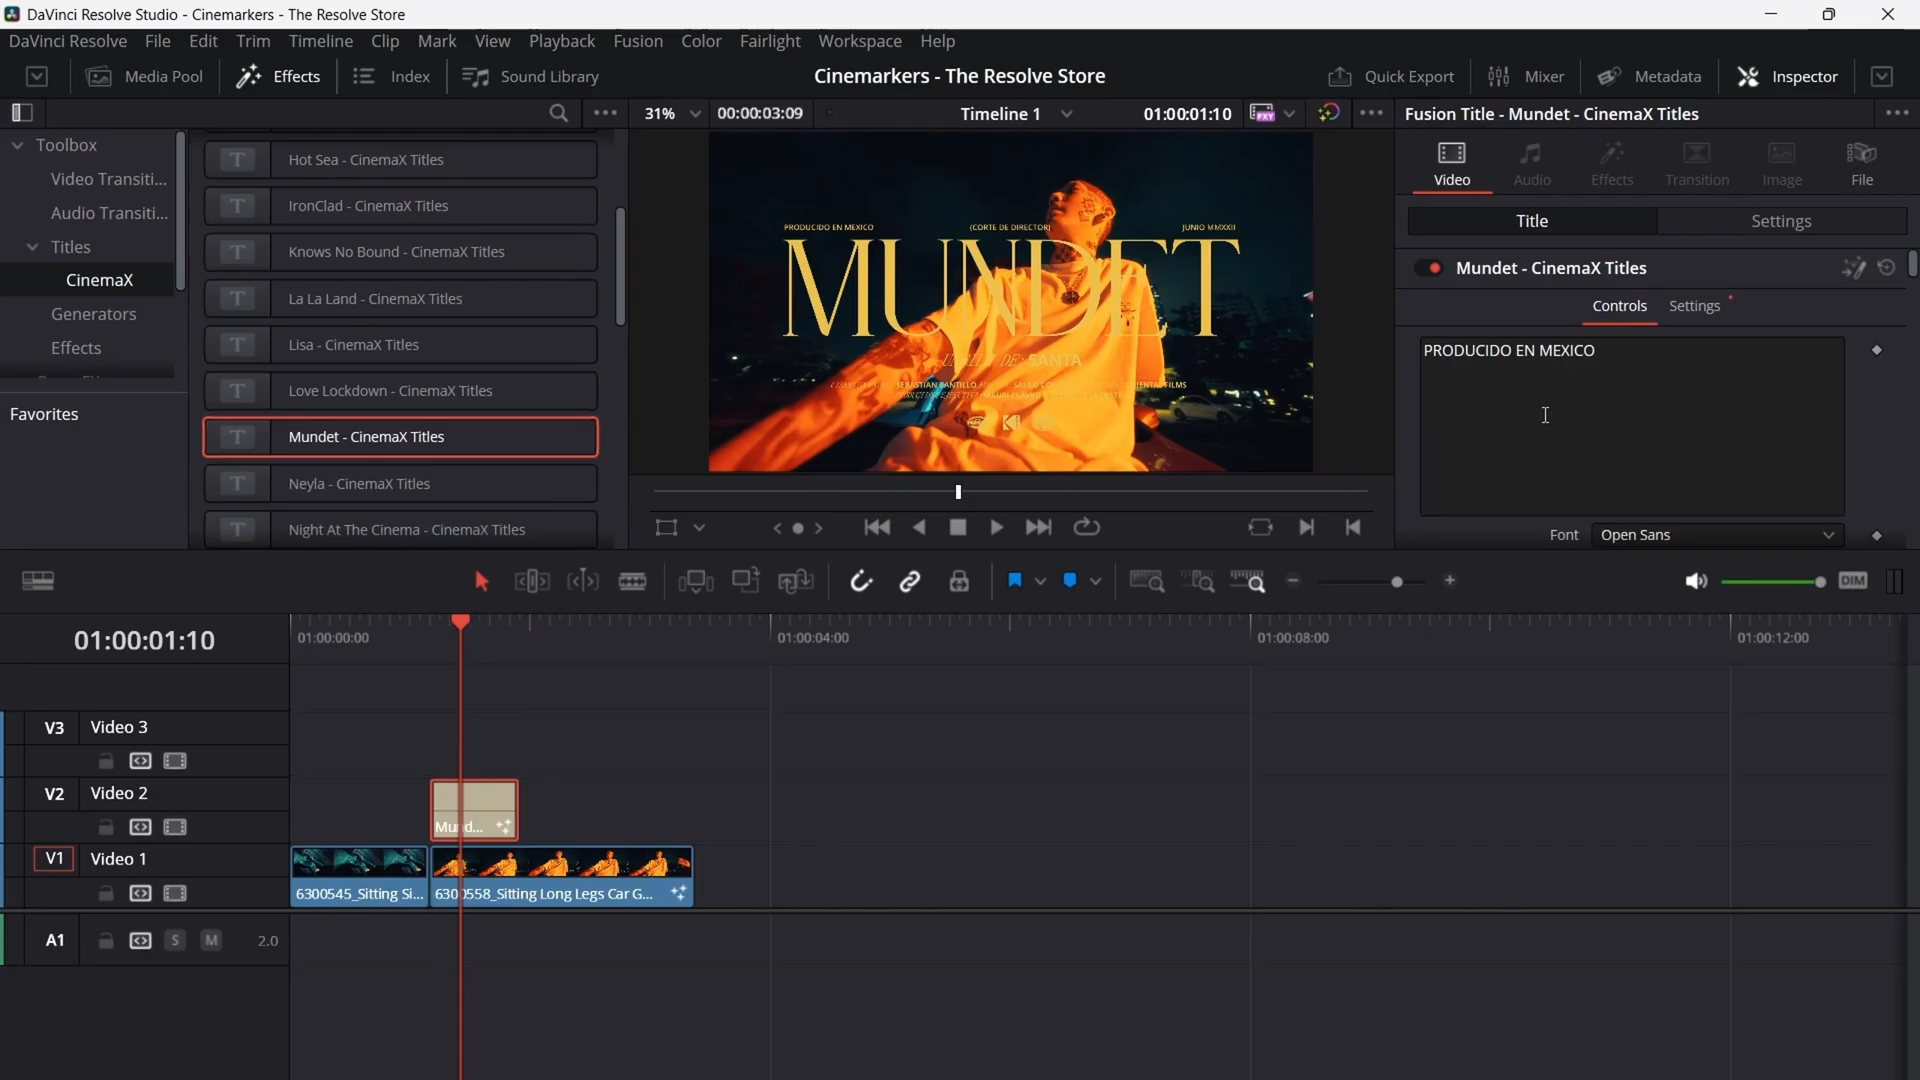 DaVinci Resolve Studio - Cinemarkers - The Resolve Store
DaVinci Resolve File Edit Trim Timeline Clip Mark View Playback Fusion Color Fairlight Workspace Help
Media Pool Effects Index Sound Library Cinemarkers - The Resolve Store Quick Export Mixer Metadata Inspector
31% 00:00:03:09 Timeline 1 01:00:01:10 PXY Fusion Title - Mundet - CinemaX Titles
Toolbox
Video Transiti...
Audio Transiti...
Titles
CinemaX
Generators
Effects
Favorites
T Hot Sea - CinemaX Titles
T IronClad - CinemaX Titles
T Knows No Bound - CinemaX Titles
T La La Land - CinemaX Titles
T Lisa - CinemaX Titles
T Love Lockdown - CinemaX Titles
T Mundet - CinemaX Titles
T Neyla - CinemaX Titles
T Night At The Cinema - CinemaX Titles
PRODUCIDO EN MEXICO (CORTE DE DIRECTOR) JUNIO MMXXII
MUNDET
DE: SANTA
SEBASTIAN CANTILLO
Video Audio Effects Transition Image File
Title Settings
Mundet - CinemaX Titles
Controls Settings
PRODUCIDO EN MEXICO
Font Open Sans
DIM
01:00:01:10 01:00:00:00 01:00:04:00 01:00:08:00 01:00:12:00
V3 Video 3
V2 Video 2
Mund...
V1 Video 1
6300545_Sitting Si... 6300558_Sitting Long Legs Car G...
A1 S M 2.0